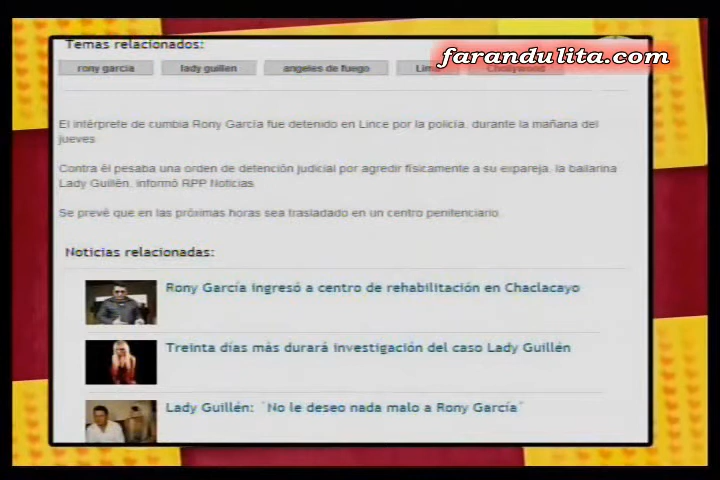 Temas relacionados:
farandulita.com
rony garcia lady guillen angeles de fuego Lima
El intérprete de cumbia Rony García fue detenido en Lince por la policía, durante la mañana del
jueves
Contra él pesaba una orden de detención judicial por agredir físicamente a su expareja, la bailarina
Lady Guillén, informó RPP Noticias
Se prevé que en las próximas horas sea trasladado en un centro penitenciario.
Noticias relacionadas:
Rony García ingresó a centro de rehabilitación en Chaclacayo
Treinta días más durará investigación del caso Lady Guillén
Lady Guillén: ¨No le deseo nada malo a Rony García¨